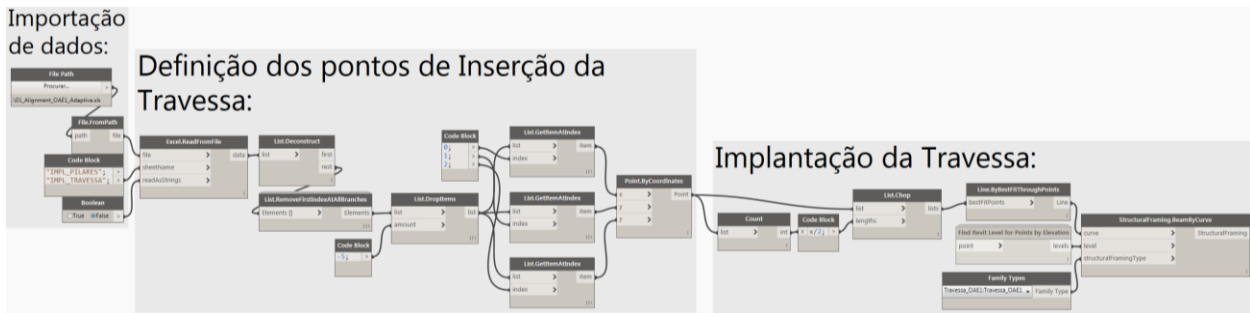 Importação
de dados:
File Path
Procurar... >
\01_Alignment_OAE1_Adaptive.xls
File.FromPath
path file
Code Block
"IMPL_PILARES"; >
"IMPL_TRAVESSA"; >
Boolean
True False >
Definição dos pontos de Inserção da
Travessa:
Excel.ReadFromFile
file > data
sheetName >
readAsStrings >
List.Deconstruct
list > first
rest
List.RemoveFirstIndexAtAllBranches
Elements [] > Elements
List.DropItems
list > list
amount >
Code Block
-5; >
Code Block
0; >
1; >
2; >
List.GetItemAtIndex
list > item
index >
List.GetItemAtIndex
list > item
index >
List.GetItemAtIndex
list > item
index >
Point.ByCoordinates
x > Point
y >
z >
Implantação da Travessa:
Count
list > int
Code Block
x x/2; >
List.Chop
list > lists
lengths >
Line.ByBestFitThroughPoints
bestFitPoints > Line
Find Revit Level for Points by Elevation
point > levels
Family Types
Travessa_OAE1:Travessa_OAE1 Family Type
StructuralFraming.BeamByCurve
curve > StructuralFraming
level >
structuralFramingType >